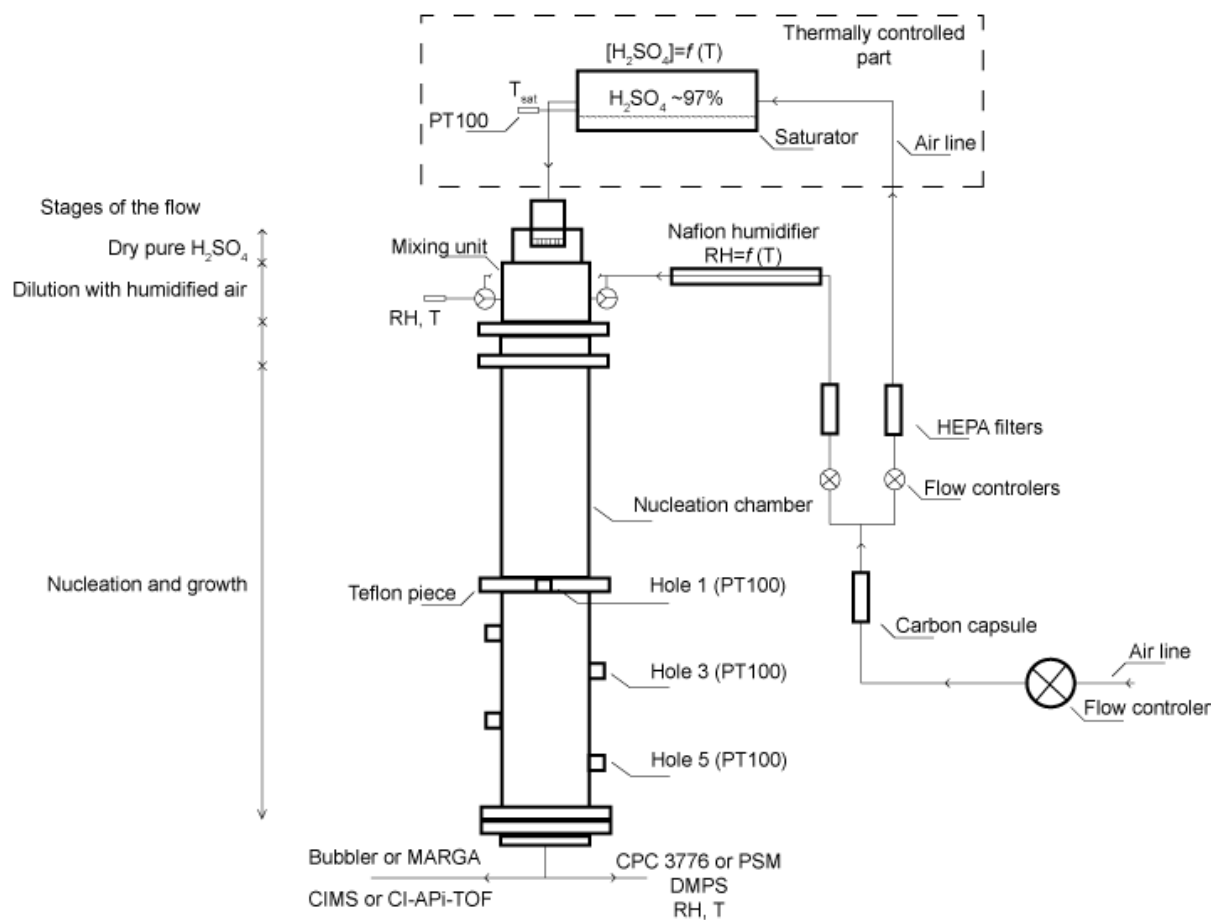 Thermally controlled
part
[H₂SO₄]=f (T)
H₂SO₄ ~97%
T_sat
PT100
Saturator
Air line
Stages of the flow
Dry pure H₂SO₄
Mixing unit
Nafion humidifier
RH=f (T)
Dilution with humidified air
RH, T
HEPA filters
Flow controlers
Nucleation chamber
Nucleation and growth
Teflon piece
Hole 1 (PT100)
Carbon capsule
Air line
Hole 3 (PT100)
Flow controler
Hole 5 (PT100)
Bubbler or MARGA
CIMS or CI-APi-TOF
CPC 3776 or PSM
DMPS
RH, T